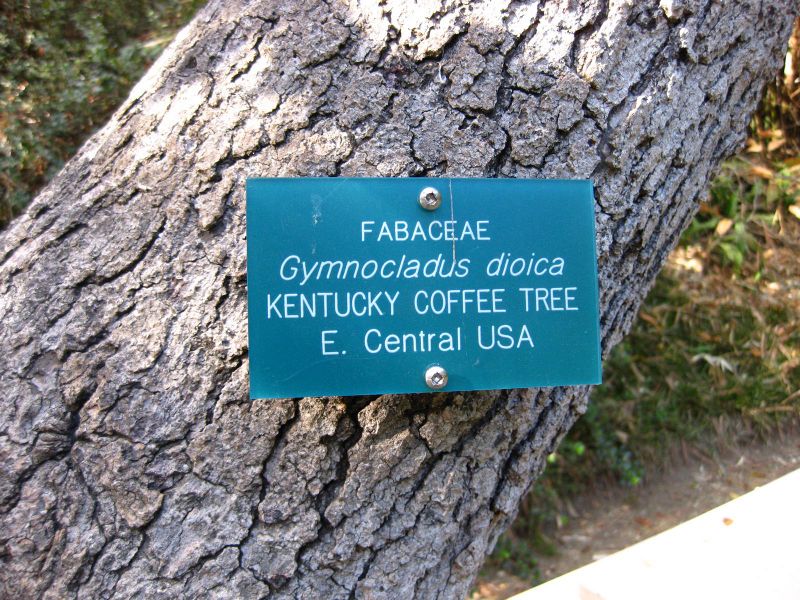 FABACEAE
Gymnocladus dioica
KENTUCKY COFFEE TREE
E. Central USA